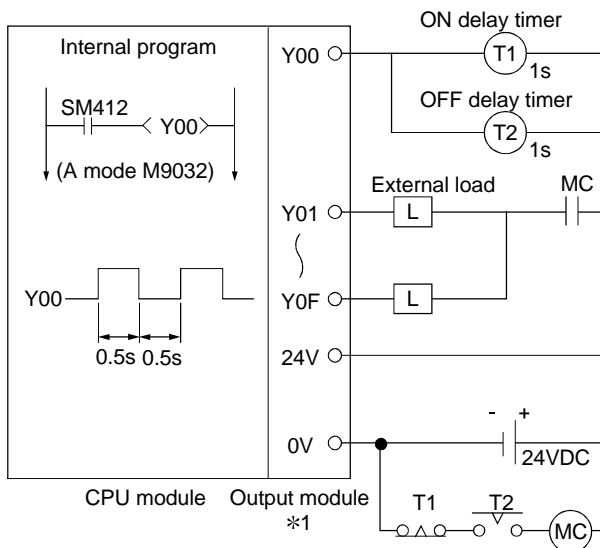 ON delay timer
Internal program
Y00
T1
1s
SM412
OFF delay timer
Y00
T2
1s
(A mode M9032)
External load
MC
Y01
L
Y0F
L
Y00
0.5s 0.5s
24V
- +
0V
24VDC
CPU module
Output module
*1
T1
T2
MC